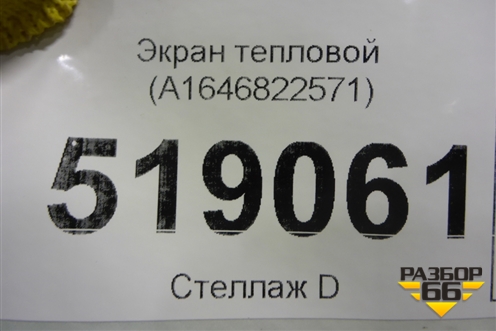 Экран тепловой
(A1646822571)
519061
Стеллаж D
РАЗБОР
66